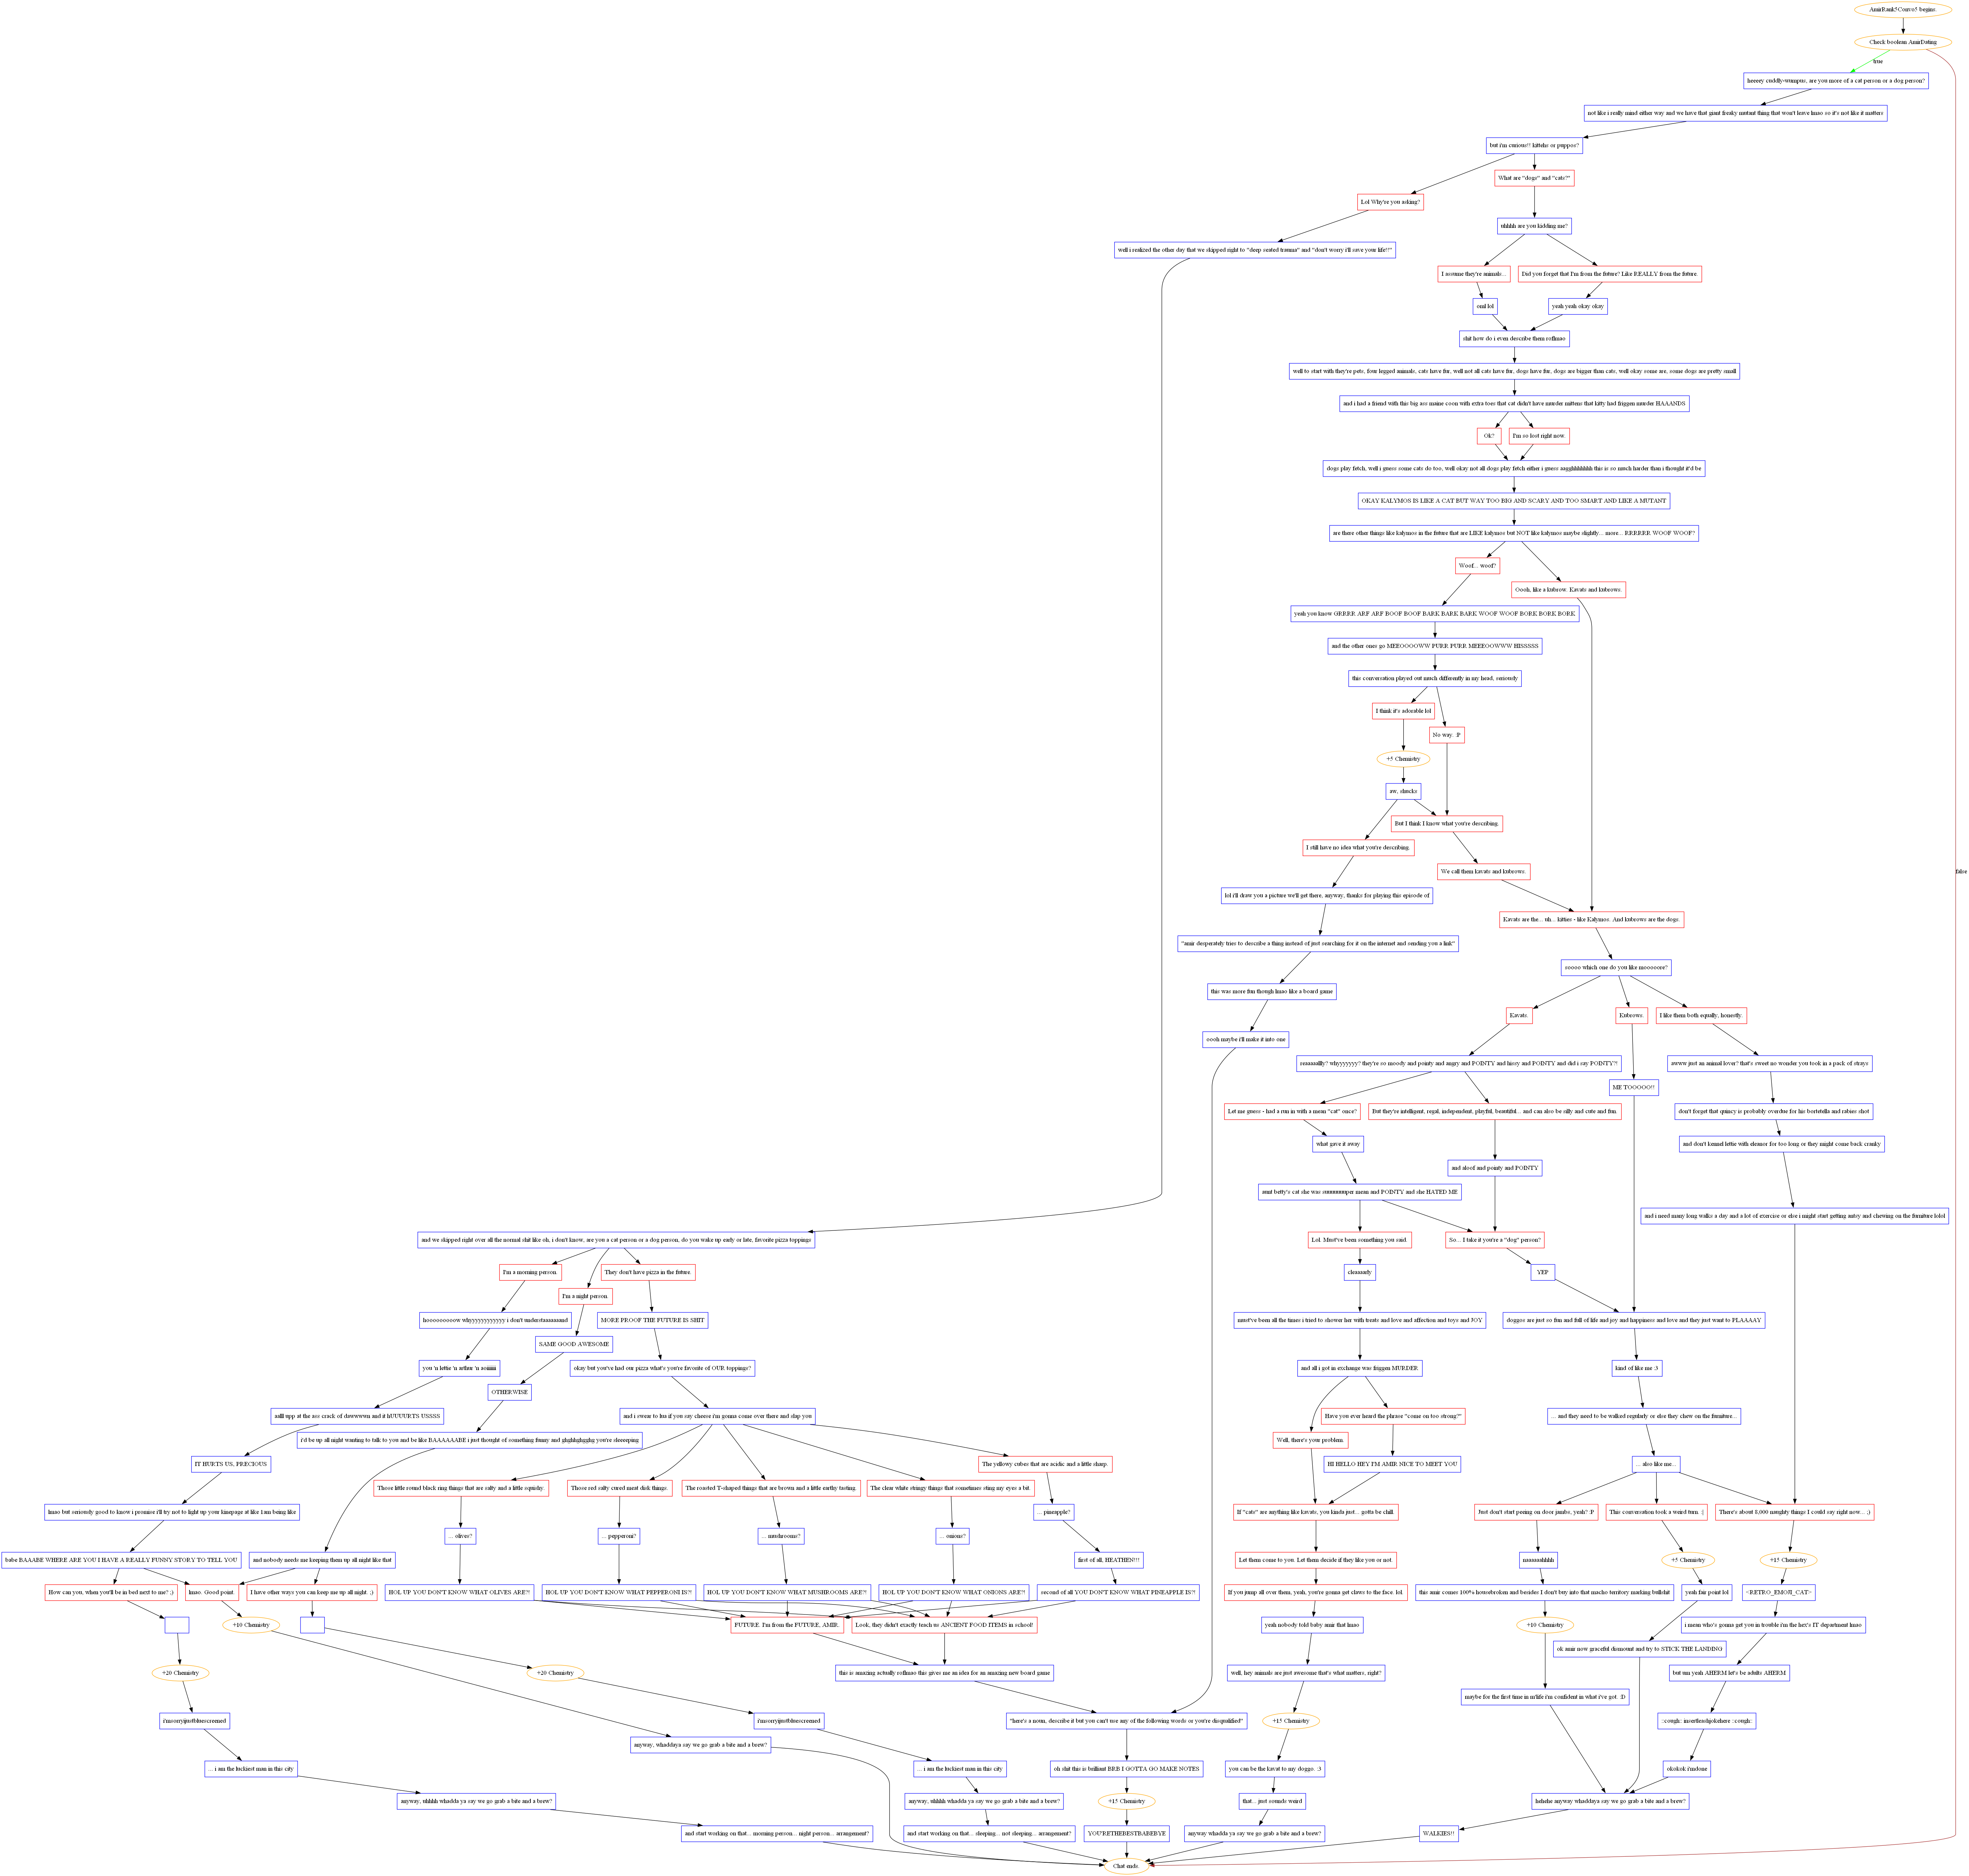 AmirRank5Convo5 begins.
Check boolean AmirDating
true
heeeey cuddly-wumpus, are you more of a cat person or a dog person?
not like i really mind either way and we have that giant freaky mutant thing that won't leave lmao so it's not like it matters
but i'm curious!! kittehs or puppos?
What are "dogs" and "cats?"
Lol Why're you asking?
uhhhh are you kidding me?
well i realized the other day that we skipped right to "deep seated trauma" and "don't worry i'll save your life!!"
I assume they're animals...
Did you forget that I'm from the future? Like REALLY from the future.
omf lol
yeah yeah okay okay
shit how do i even describe them roflmao
well to start with they're pets, four legged animals, cats have fur, well not all cats have fur, dogs have fur, dogs are bigger than cats, well okay some are, some dogs are pretty small
and i had a friend with this big ass maine coon with extra toes that cat didn't have murder mittens that kitty had friggen murder HAAANDS
Ok?
I'm so lost right now.
dogs play fetch, well i guess some cats do too, well okay not all dogs play fetch either i guess augghhhhhhh this is so much harder than i thought it'd be
OKAY KALYMOS IS LIKE A CAT BUT WAY TOO BIG AND SCARY AND TOO SMART AND LIKE A MUTANT
are there other things like kalymos in the future that are LIKE kalymos but NOT like kalymos maybe slightly... more... RRRRRR WOOF WOOF?
Woof... woof?
Oooh, like a kubrow. Kavats and kubrows.
yeah you know GRRRR ARF ARF BOOF BOOF BARK BARK BARK WOOF WOOF BORK BORK BORK
and the other ones go MEEOOOOWW PURR PURR MEEEOOWWW HISSSSS
this conversation played out much differently in my head, seriously
I think it's adorable lol
No way. :P
+5 Chemistry
aw, shucks
But I think I know what you're describing.
I still have no idea what you're describing.
We call them kavats and kubrows.
false
lol i'll draw you a picture we'll get there, anyway, thanks for playing this episode of
Kavats are the... uh... kitties - like Kalymos. And kubrows are the dogs.
"amir desperately tries to describe a thing instead of just searching for it on the internet and sending you a link"
soooo which one do you like moooooore?
this was more fun though lmao like a board game
Kavats.
Kubrows.
I like them both equally, honestly.
oooh maybe i'll make it into one
reaaaallly? whyyyyyyy? they're so moody and pointy and angry and POINTY and hissy and POINTY and did i say POINTY?!
awww just an animal lover? that's sweet no wonder you took in a pack of strays
ME TOOOOO!!
Let me guess - had a run in with a mean "cat" once?
But they're intelligent, regal, independent, playful, beautiful... and can also be silly and cute and fun.
don't forget that quincy is probably overdue for his bortetella and rabies shot
what gave it away
and don't kennel lettie with eleanor for too long or they might come back cranky
and aloof and pointy and POINTY
aunt betty's cat she was suuuuuuuper mean and POINTY and she HATED ME
and i need many long walks a day and a lot of exercise or else i might start getting antsy and chewing on the furniture lolol
and we skipped right over all the normal shit like oh, i don't know, are you a cat person or a dog person, do you wake up early or late, favorite pizza toppings
Lol. Must've been something you said.
So... I take it you're a "dog" person?
I'm a morning person.
They don't have pizza in the future.
cleaaarly
YEP
I'm a night person.
hoooooooooow whyyyyyyyyyyyy i don't understaaaaaaand
MORE PROOF THE FUTURE IS SHIT
must've been all the times i tried to shower her with treats and love and affection and toys and JOY
doggos are just so fun and full of life and joy and happiness and love and they just want to PLAAAAY
SAME GOOD AWESOME
you 'n lettie 'n arthur 'n aoiiiiii
okay but you've had our pizza what's you're favorite of OUR toppings?
and all i got in exchange was friggen MURDER
kind of like me :3
OTHERWISE
aalll upp at the ass crack of dawwwwn and it hUUUURTS USSSS
and i swear to lua if you say cheese i'm gonna come over there and slap you
Have you ever heard the phrase "come on too strong?"
... and they need to be walked regularly or else they chew on the furniture...
i'd be up all night wanting to talk to you and be like BAAAAAABE i just thought of something funny and ghghhghgghg you're sleeeeping
Well, there's your problem.
IT HURTS US, PRECIOUS
The yellowy cubes that are acidic and a little sharp.
HI HELLO HEY I'M AMIR NICE TO MEET YOU
... also like me...
Those little round black ring things that are salty and a little squishy.
Those red salty cured meat disk things.
The roasted T-shaped things that are brown and a little earthy tasting.
The clear white stringy things that sometimes sting my eyes a bit.
lmao but seriously good to know i promise i'll try not to light up your kinepage at like 1am being like
... pineapple?
If "cats" are anything like kavats, you kinda just... gotta be chill.
Just don't start peeing on door jambs, yeah? :P
This conversation took a weird turn. :|
There's about 8,000 naughty things I could say right now... ;)
... olives?
... pepperoni?
... mushrooms?
... onions?
babe BAAABE WHERE ARE YOU I HAVE A REALLY FUNNY STORY TO TELL YOU
and nobody needs me keeping them up all night like that
first of all, HEATHEN!!!
Let them come to you. Let them decide if they like you or not.
naaaaahhhhh
+5 Chemistry
+15 Chemistry
How can you, when you'll be in bed next to me? ;)
lmao. Good point.
I have other ways you can keep me up all night. ;)
HOL UP YOU DON'T KNOW WHAT OLIVES ARE?!
HOL UP YOU DON'T KNOW WHAT PEPPERONI IS?!
HOL UP YOU DON'T KNOW WHAT MUSHROOMS ARE?!
HOL UP YOU DON'T KNOW WHAT ONIONS ARE?!
second of all YOU DON'T KNOW WHAT PINEAPPLE IS?!
If you jump all over them, yeah, you're gonna get claws to the face. lol.
this amir comes 100% housebroken and besides I don't buy into that macho territory marking bullshit
yeah fair point lol
<RETRO_EMOJI_CAT>
+10 Chemistry
FUTURE. I'm from the FUTURE, AMIR.
Look, they didn't exactly teach us ANCIENT FOOD ITEMS in school!
yeah nobody told baby amir that lmao
+10 Chemistry
i mean who's gonna get you in trouble i'm the hex's IT department lmao
ok amir now graceful dismount and try to STICK THE LANDING
+20 Chemistry
+20 Chemistry
this is amazing actually roflmao this gives me an idea for an amazing new board game
well, hey animals are just awesome that's what matters, right?
but um yeah AHERM let's be adults AHERM
maybe for the first time in m'life i'm confident in what i've got. :D
i'msorryijustbluescreened
i'msorryijustbluescreened
"here's a noun, describe it but you can't use any of the following words or you're disqualified"
+15 Chemistry
::cough:: insertleashjokehere ::cough::
anyway, whaddaya say we go grab a bite and a brew?
... i am the luckiest man in this city
... i am the luckiest man in this city
oh shit this is brilliant BRB I GOTTA GO MAKE NOTES
you can be the kavat to my doggo. :3
okokok i'mdone
anyway, uhhhh whadda ya say we go grab a bite and a brew?
anyway, uhhhh whadda ya say we go grab a bite and a brew?
+15 Chemistry
that... just sounds weird
hehehe anyway whaddaya say we go grab a bite and a brew?
and start working on that... morning person... night person... arrangement?
and start working on that... sleeping... not sleeping... arrangement?
YOU'RETHEBESTBABEBYE
anyway whadda ya say we go grab a bite and a brew?
WALKIES!!
Chat ends.